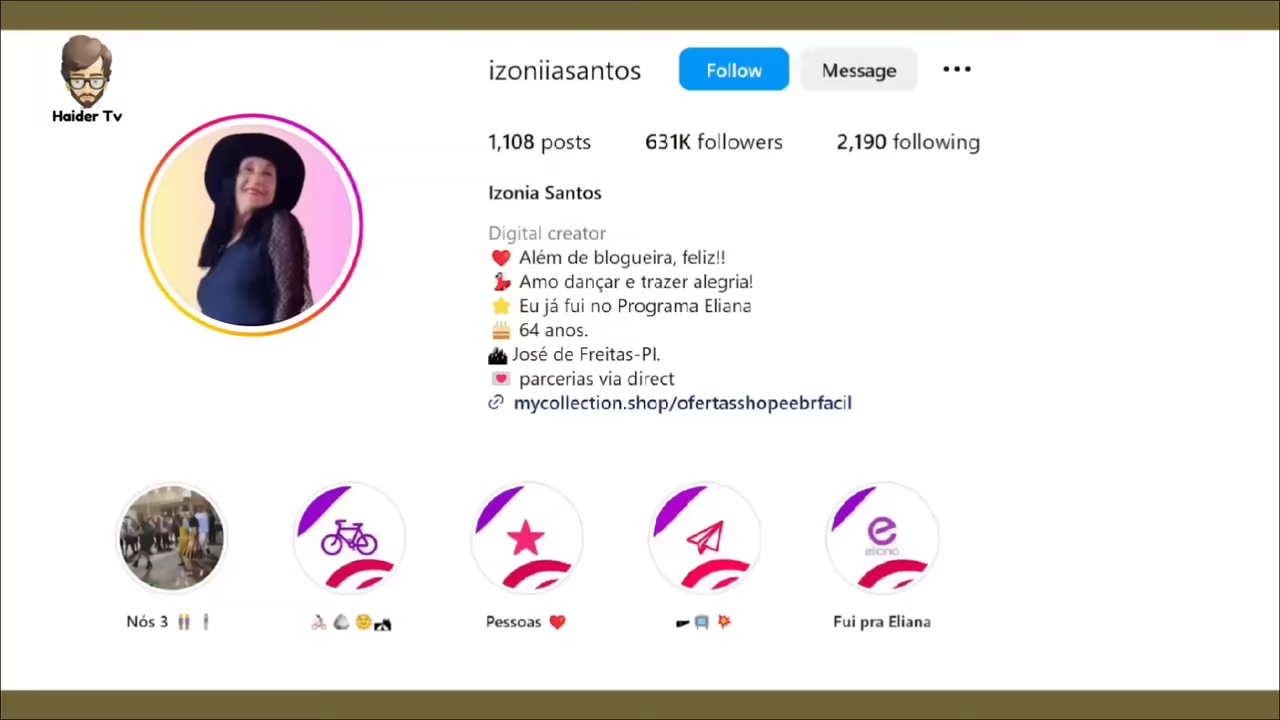 Haider Tv
izoniiasantos
Follow
Message
1,108 posts
631K followers
2,190 following
Izonia Santos
Digital creator
❤️ Além de blogueira, feliz!!
💃 Amo dançar e trazer alegria!
⭐ Eu já fui no Programa Eliana
🎂 64 anos.
José de Freitas-PI.
💌 parcerias via direct
mycollection.shop/ofertasshopeebrfacil
e
eliana
Nós 3
Pessoas ❤️
Fui pra Eliana